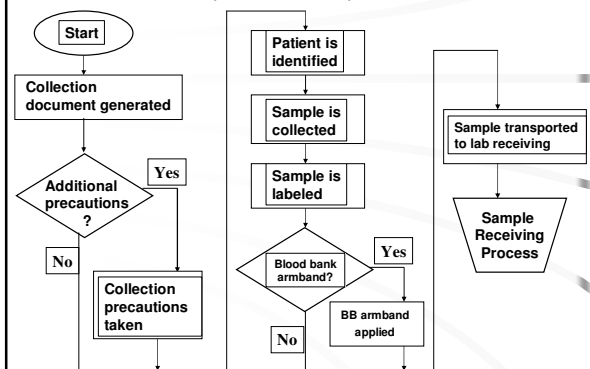 Start
Collection
document generated
Additional
precautions
?
Yes
No
Collection
precautions
taken
Patient is
identified
Sample is
collected
Sample is
labeled
Blood bank
armband?
Yes
No
BB armband
applied
Sample transported
to lab receiving
Sample
Receiving
Process